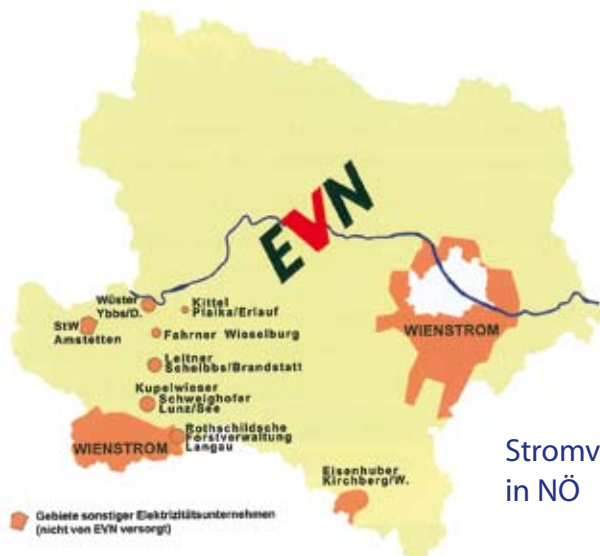 EVN
Wüster
Ybbs/D.
Kittel
Plaika/Erlauf
StW
Amstetten
Fahrner Wieselburg
WIENSTROM
Leitner
Scheibbs/Brandstatt
Kupelwieser
Schweighofer
Lunz/See
Rothschildsche
Forstverwaltung
Langau
WIENSTROM
Eisenhuber
Kirchberg/W.
Stromv
in NÖ
Gebiete sonstiger Elektrizitätsunternehmen
(nicht von EVN versorgt)